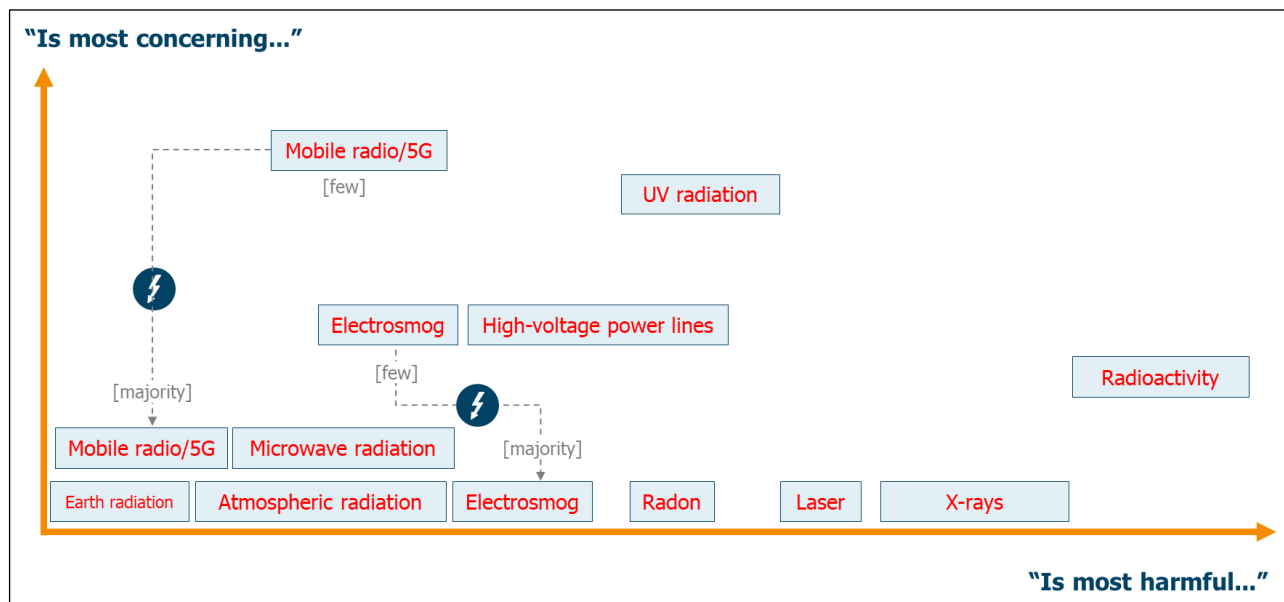 “Is most concerning...”
Mobile radio/5G
[few]
UV radiation
Electrosmog
High-voltage power lines
[few]
Radioactivity
[majority]
Mobile radio/5G
Microwave radiation
[majority]
Earth radiation
Atmospheric radiation
Electrosmog
Radon
Laser
X-rays
“Is most harmful...”